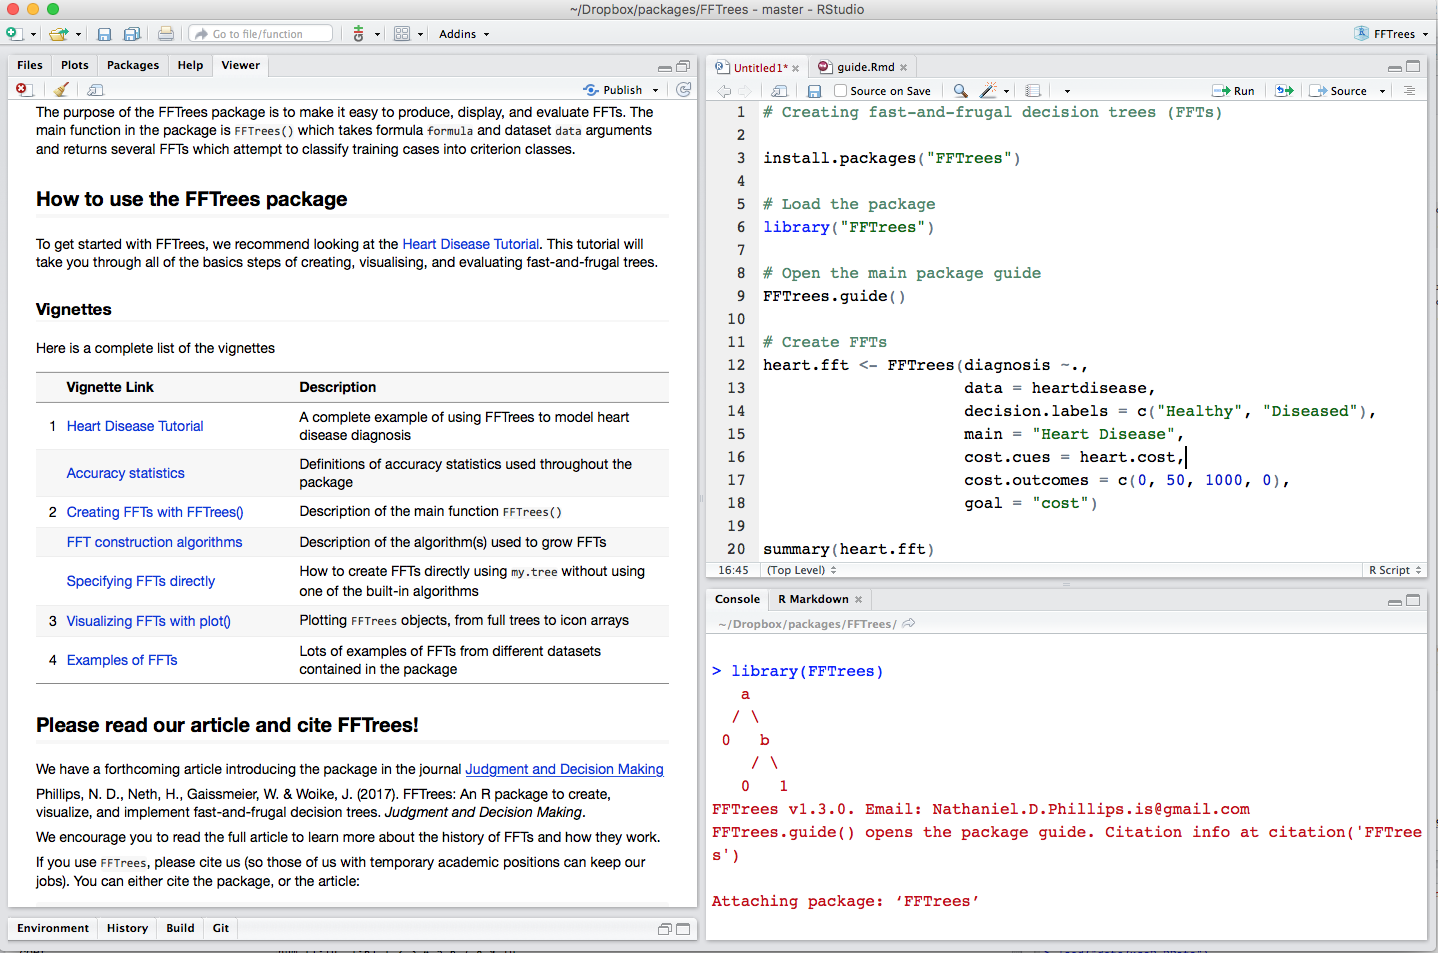 ~/Dropbox/packages/FFTrees - master - RStudio
Go to file/function
Addins
FFTrees
Files Plots Packages Help Viewer
Publish
The purpose of the FFTrees package is to make it easy to produce, display, and evaluate FFTs. The
main function in the package is FFTrees() which takes formula formula and dataset data arguments
and returns several FFTs which attempt to classify training cases into criterion classes.
How to use the FFTrees package
To get started with FFTrees, we recommend looking at the Heart Disease Tutorial. This tutorial will
take you through all of the basics steps of creating, visualising, and evaluating fast-and-frugal trees.
Vignettes
Here is a complete list of the vignettes
Vignette Link Description
1 Heart Disease Tutorial A complete example of using FFTrees to model heart
disease diagnosis
Accuracy statistics Definitions of accuracy statistics used throughout the
package
2 Creating FFTs with FFTrees() Description of the main function FFTrees()
FFT construction algorithms Description of the algorithm(s) used to grow FFTs
Specifying FFTs directly How to create FFTs directly using my.tree without using
one of the built-in algorithms
3 Visualizing FFTs with plot() Plotting FFTrees objects, from full trees to icon arrays
4 Examples of FFTs Lots of examples of FFTs from different datasets
contained in the package
Please read our article and cite FFTrees!
We have a forthcoming article introducing the package in the journal Judgment and Decision Making
Phillips, N. D., Neth, H., Gaissmeier, W. & Woike, J. (2017). FFTrees: An R package to create,
visualize, and implement fast-and-frugal decision trees. Judgment and Decision Making.
We encourage you to read the full article to learn more about the history of FFTs and how they work.
If you use FFTrees, please cite us (so those of us with temporary academic positions can keep our
jobs). You can either cite the package, or the article:
Environment History Build Git
Untitled1* guide.Rmd
Source on Save Run Source
1 # Creating fast-and-frugal decision trees (FFTs)
2
3 install.packages("FFTrees")
4
5 # Load the package
6 library("FFTrees")
7
8 # Open the main package guide
9 FFTrees.guide()
10
11 # Create FFTs
12 heart.fft <- FFTrees(diagnosis ~.,
13 data = heartdisease,
14 decision.labels = c("Healthy", "Diseased"),
15 main = "Heart Disease",
16 cost.cues = heart.cost,
17 cost.outcomes = c(0, 50, 1000, 0),
18 goal = "cost")
19
20 summary(heart.fft)
16:45 (Top Level) R Script
Console R Markdown
~/Dropbox/packages/FFTrees/
> library(FFTrees)
a
/ \
0 b
/ \
0 1
FFTrees v1.3.0. Email: Nathaniel.D.Phillips.is@gmail.com
FFTrees.guide() opens the package guide. Citation info at citation('FFTree
s')
Attaching package: ‘FFTrees’